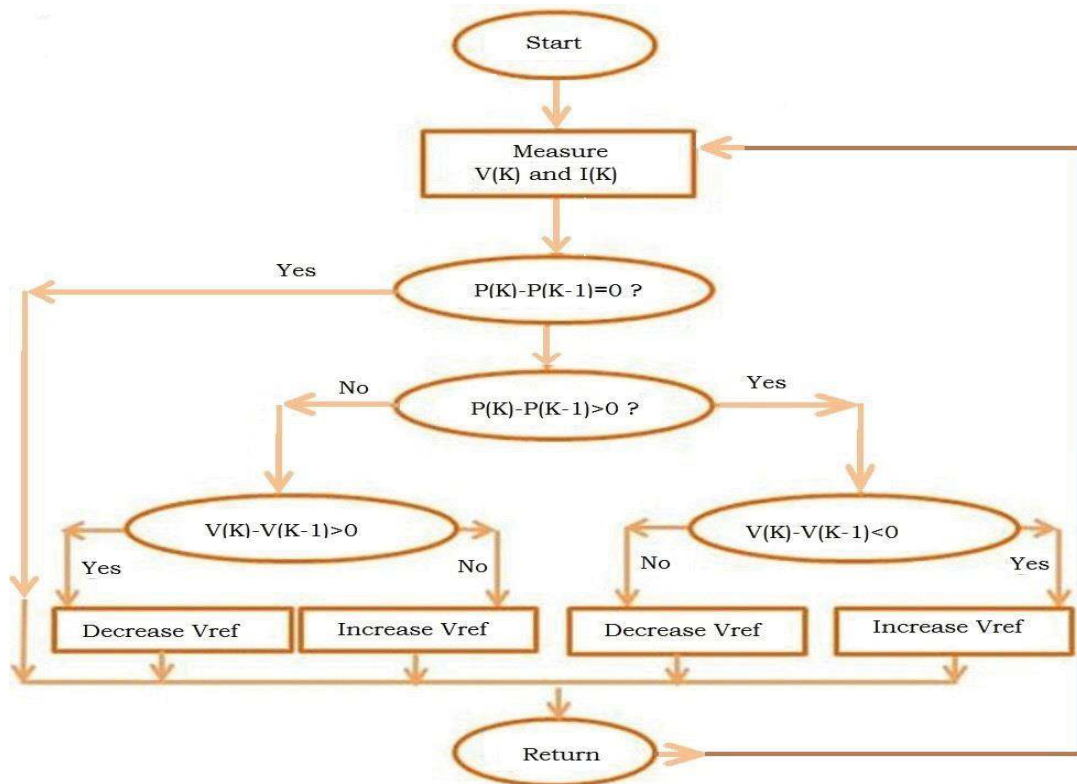 Start
Measure
V(K) and I(K)
Yes
P(K)-P(K-1)=0 ?
No
Yes
P(K)-P(K-1)>0 ?
V(K)-V(K-1)>0
V(K)-V(K-1)<0
Yes
No
No
Yes
Decrease Vref
Increase Vref
Decrease Vref
Increase Vref
Return